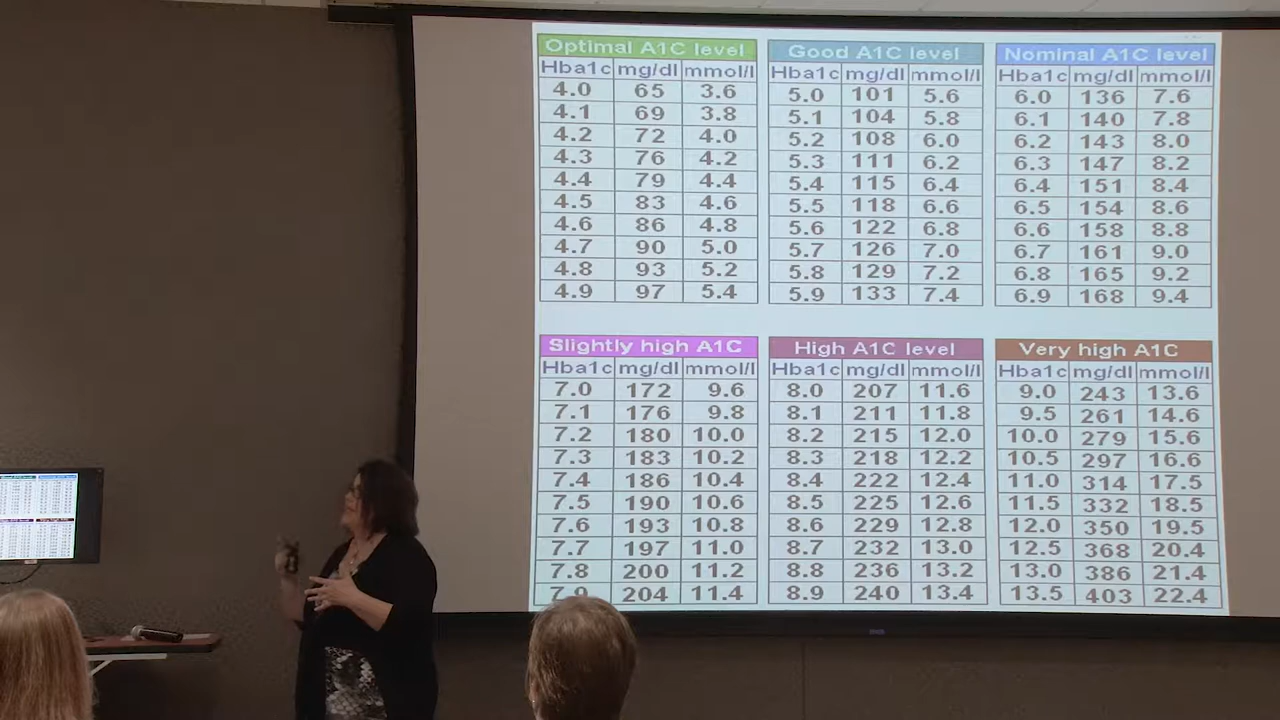 Optimal A1C level
Hba1c mg/dl mmol/l
4.0 65 3.6
4.1 69 3.8
4.2 72 4.0
4.3 76 4.2
4.4 79 4.4
4.5 83 4.6
4.6 86 4.8
4.7 90 5.0
4.8 93 5.2
4.9 97 5.4
Good A1C level
Hba1c mg/dl mmol/l
5.0 101 5.6
5.1 104 5.8
5.2 108 6.0
5.3 111 6.2
5.4 115 6.4
5.5 118 6.6
5.6 122 6.8
5.7 126 7.0
5.8 129 7.2
5.9 133 7.4
Nominal A1C level
Hba1c mg/dl mmol/l
6.0 136 7.6
6.1 140 7.8
6.2 143 8.0
6.3 147 8.2
6.4 151 8.4
6.5 154 8.6
6.6 158 8.8
6.7 161 9.0
6.8 165 9.2
6.9 168 9.4
Slightly high A1C
Hba1c mg/dl mmol/l
7.0 172 9.6
7.1 176 9.8
7.2 180 10.0
7.3 183 10.2
7.4 186 10.4
7.5 190 10.6
7.6 193 10.8
7.7 197 11.0
7.8 200 11.2
7.9 204 11.4
High A1C level
Hba1c mg/dl mmol/l
8.0 207 11.6
8.1 211 11.8
8.2 215 12.0
8.3 218 12.2
8.4 222 12.4
8.5 225 12.6
8.6 229 12.8
8.7 232 13.0
8.8 236 13.2
8.9 240 13.4
Very high A1C
Hba1c mg/dl mmol/l
9.0 243 13.6
9.5 261 14.6
10.0 279 15.6
10.5 297 16.6
11.0 314 17.5
11.5 332 18.5
12.0 350 19.5
12.5 368 20.4
13.0 386 21.4
13.5 403 22.4